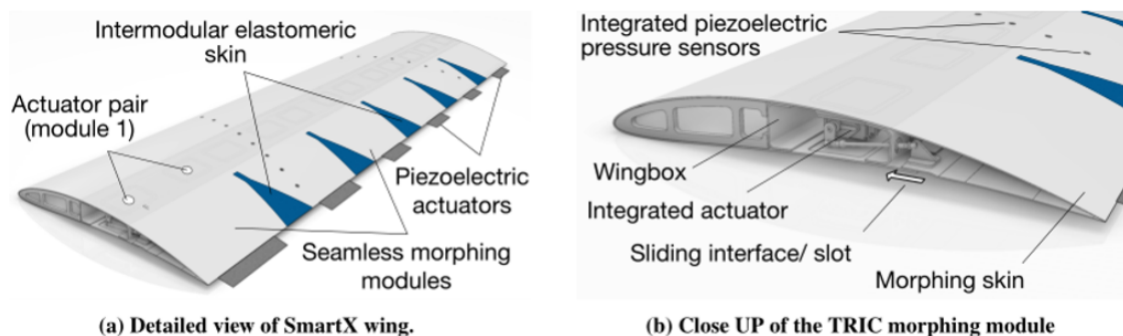 Intermodular elastomeric
skin
Actuator pair
(module 1)
Piezoelectric
actuators
Seamless morphing
modules
(a) Detailed view of SmartX wing.
Integrated piezoelectric
pressure sensors
Wingbox
Integrated actuator
Sliding interface/ slot
Morphing skin
(b) Close UP of the TRIC morphing module